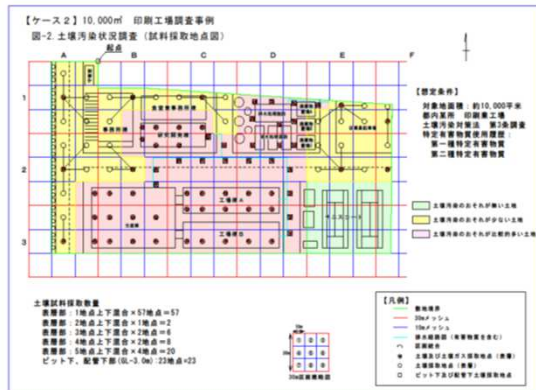 【ケース2】10,000㎡ 印刷工場調査事例
図-2.土壌汚染状況調査（試料採取地点図）
起点
A
B
C
D
E
F
1
2
3
事務所棟
工場棟A
工場棟B
テニスコート
【想定条件】
対象地面積：約10,000平米
都内某所 印刷業工場
土壌汚染対策法 第3条調査
特定有害物質使用履歴：
第一種特定有害物質
第二種特定有害物質
土壌汚染のおそれが無い土地
土壌汚染のおそれが少ない土地
土壌汚染のおそれが比較的多い土地
土壌試料採取数量
表層部：1地点上下混合×57地点=57
表層部：2地点上下混合×1地点=2
表層部：3地点上下混合×2地点=6
表層部：4地点上下混合×2地点=8
表層部：5地点上下混合×4地点=20
ピット下、配管下部(GL-3.0m)：23地点=23
30m区画概略図
【凡例】
敷地境界
30mメッシュ
10mメッシュ
排水経路図（有害物質を含む）
区画統合
土壌及び土壌ガス採取地点（表層）
土壌採取地点（表層）
ピット下及び配管下土壌採取地点